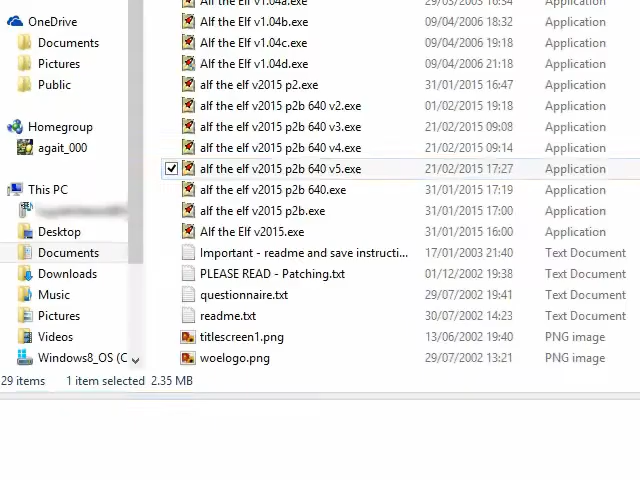 Alf the Elf v1.04a.exe 29/03/2005 16:34 Application
OneDrive Alf the Elf v1.04b.exe 09/04/2006 18:32 Application
Documents Alf the Elf v1.04c.exe 09/04/2006 19:18 Application
Pictures Alf the Elf v1.04d.exe 09/04/2006 21:18 Application
Public alf the elf v2015 p2.exe 31/01/2015 16:47 Application
alf the elf v2015 p2b 640 v2.exe 01/02/2015 19:18 Application
Homegroup alf the elf v2015 p2b 640 v3.exe 21/02/2015 09:08 Application
agait_000 alf the elf v2015 p2b 640 v4.exe 21/02/2015 09:14 Application
alf the elf v2015 p2b 640 v5.exe 21/02/2015 17:27 Application
This PC alf the elf v2015 p2b 640.exe 31/01/2015 17:19 Application
alf the elf v2015 p2b.exe 31/01/2015 17:00 Application
Desktop Alf the Elf v2015.exe 31/01/2015 16:00 Application
Documents Important - readme and save instructi... 17/01/2003 21:40 Text Document
Downloads PLEASE READ - Patching.txt 01/12/2002 19:38 Text Document
Music questionnaire.txt 29/07/2002 19:41 Text Document
Pictures readme.txt 30/07/2002 14:23 Text Document
Videos titlescreen1.png 13/06/2002 19:40 PNG image
Windows8_OS (C woelogo.png 29/07/2002 13:21 PNG image
29 items 1 item selected 2.35 MB